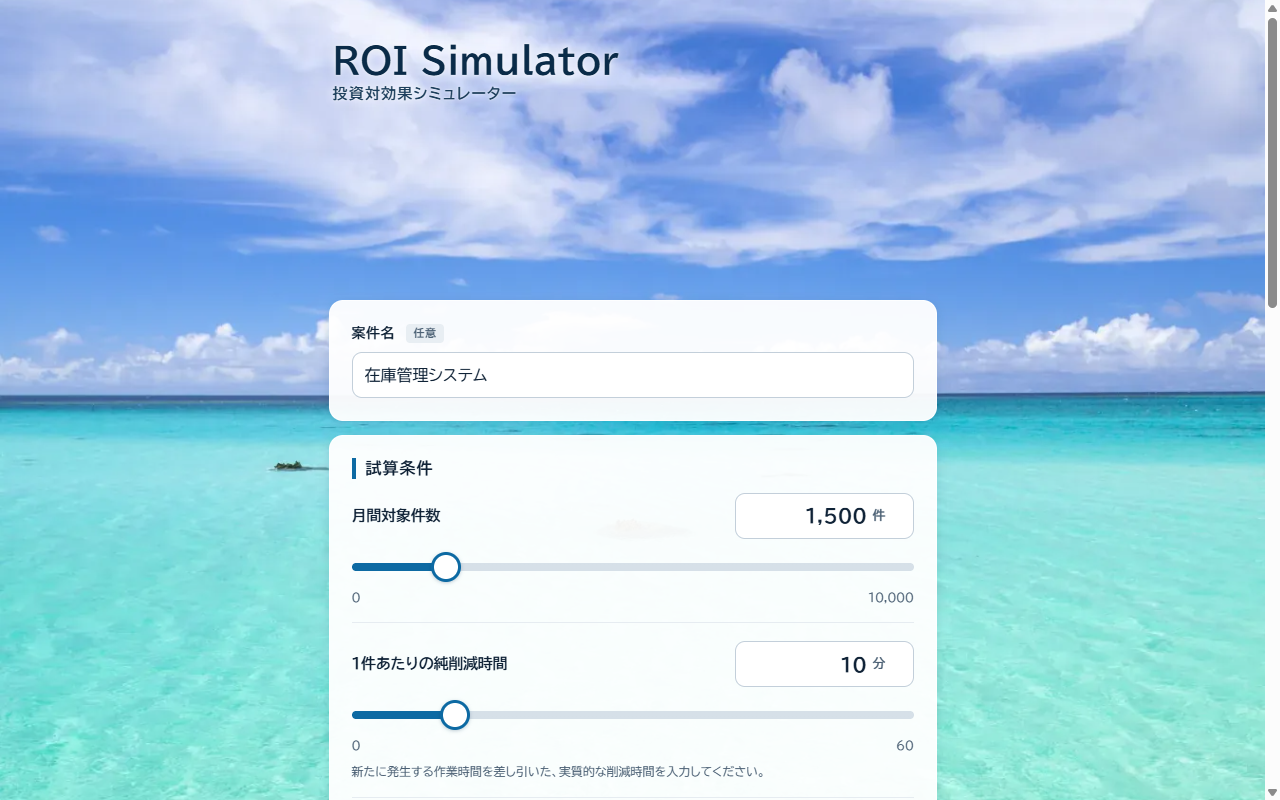 ROI Simulator
投資対効果シミュレーター
案件名 任意
在庫管理システム
試算条件
月間対象件数 1,500 件
0 10,000
1件あたりの純削減時間 10 分
0 60
新たに発生する作業時間を差し引いた、実質的な削減時間を入力してください。